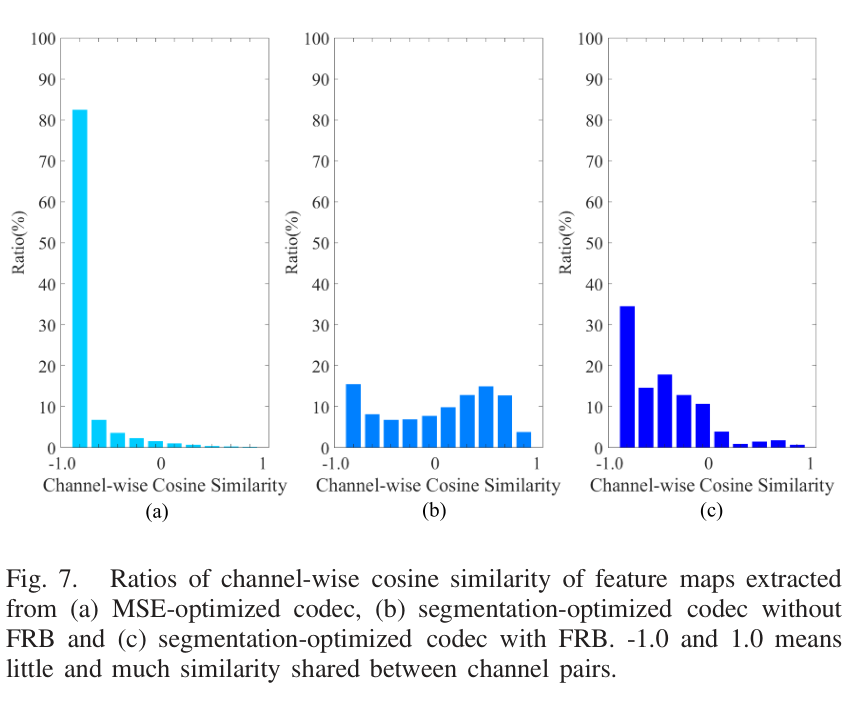 100
90
80
70
60
50
40
30
20
10
0
Ratio(%)
-1.0 0 1
Channel-wise Cosine Similarity
(a)
100
90
80
70
60
50
40
30
20
10
0
Ratio(%)
-1.0 0 1
Channel-wise Cosine Similarity
(b)
100
90
80
70
60
50
40
30
20
10
0
Ratio(%)
-1.0 0 1
Channel-wise Cosine Similarity
(c)
Fig. 7. Ratios of channel-wise cosine similarity of feature maps extracted
from (a) MSE-optimized codec, (b) segmentation-optimized codec without
FRB and (c) segmentation-optimized codec with FRB. -1.0 and 1.0 means
little and much similarity shared between channel pairs.